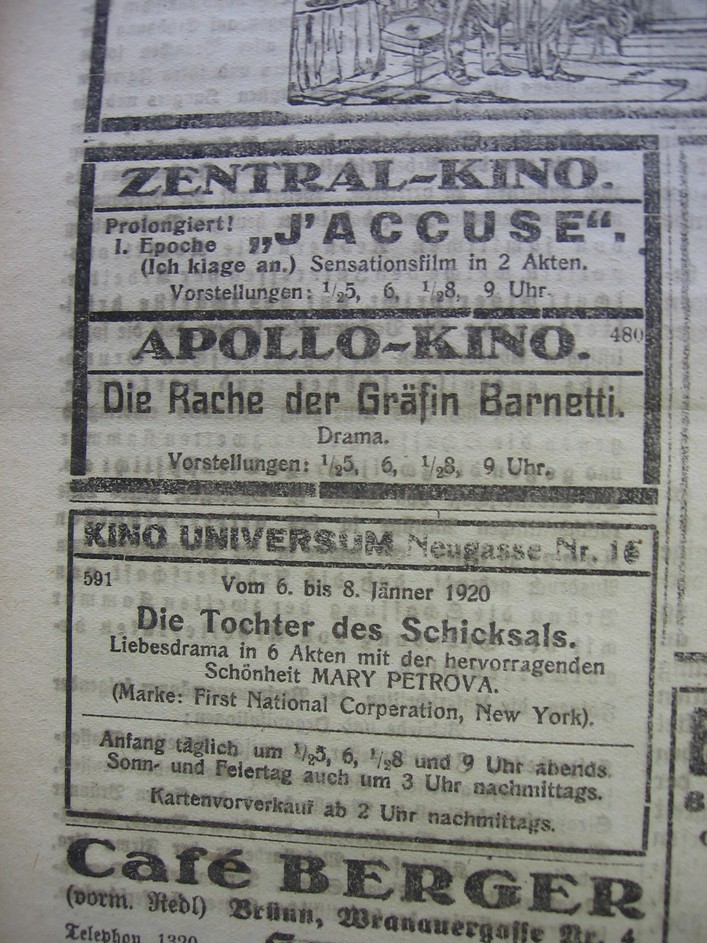 ZENTRAL-KINO.
Prolongiert!
I. Epoche „J'ACCUSE“.
(Ich klage an.) Sensationsfilm in 2 Akten.
Vorstellungen: 1/25, 6, 1/28, 9 Uhr.
APOLLO-KINO. 480
Die Rache der Gräfin Barnetti.
Drama.
Vorstellungen: 1/25, 6, 1/28, 9 Uhr.
KINO UNIVERSUM Neugasse Nr.
591 Vom 6. bis 8. Jänner 1920
Die Tochter des Schicksals.
Liebesdrama in 6 Akten mit der hervorragenden
Schönheit MARY PETROVA.
(Marke: First National Corperation, New York).
Anfang täglich um 1/25, 6, 1/28 und 9 Uhr abends.
Sonn- und Feiertag auch um 3 Uhr nachmittags.
Kartenvorverkauf ab 2 Uhr nachmittags.
Café BERGER
(vorm. Redl) Brünn, Wranauergasse Nr. 4
Telephon 1320